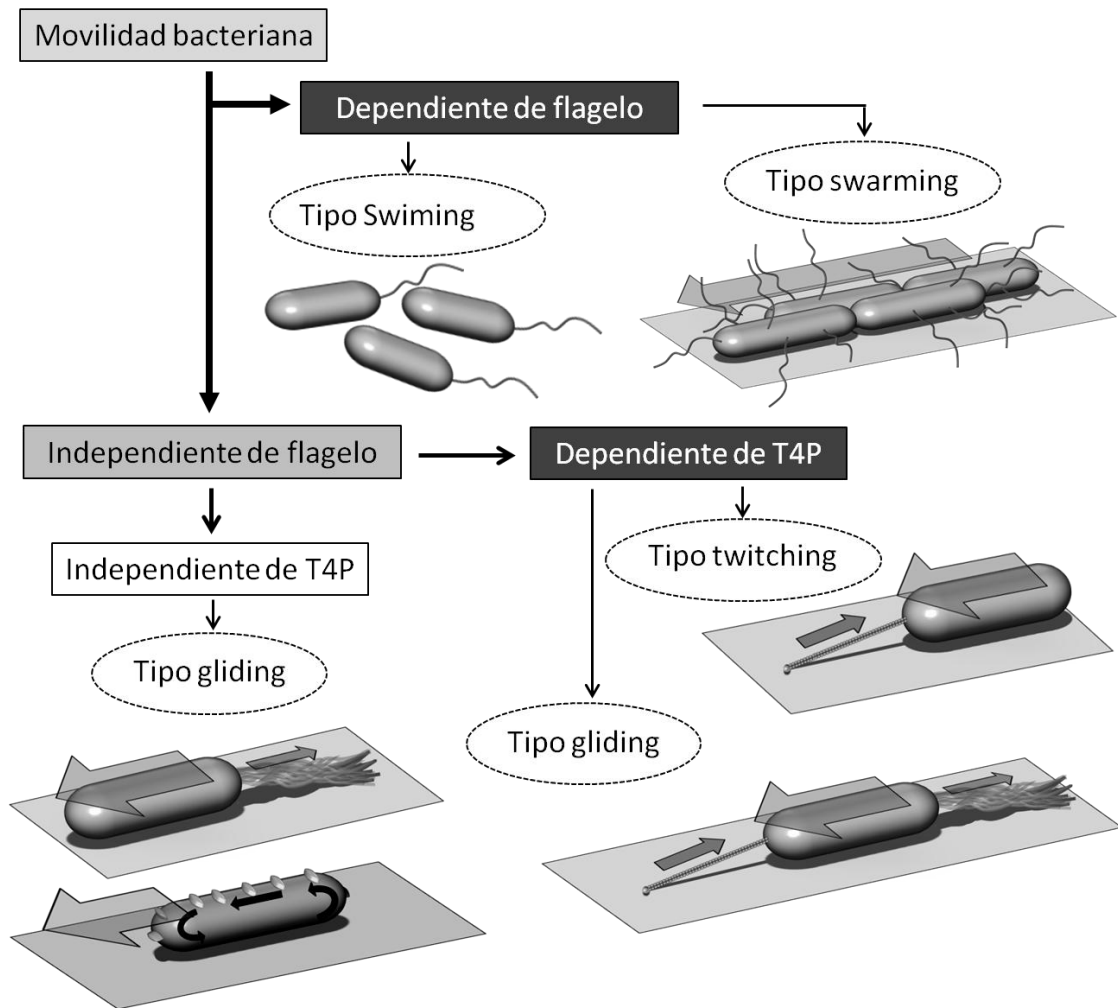 Movilidad bacteriana
Dependiente de flagelo
Tipo Swiming
Tipo swarming
Independiente de flagelo
Dependiente de T4P
Independiente de T4P
Tipo twitching
Tipo gliding
Tipo gliding